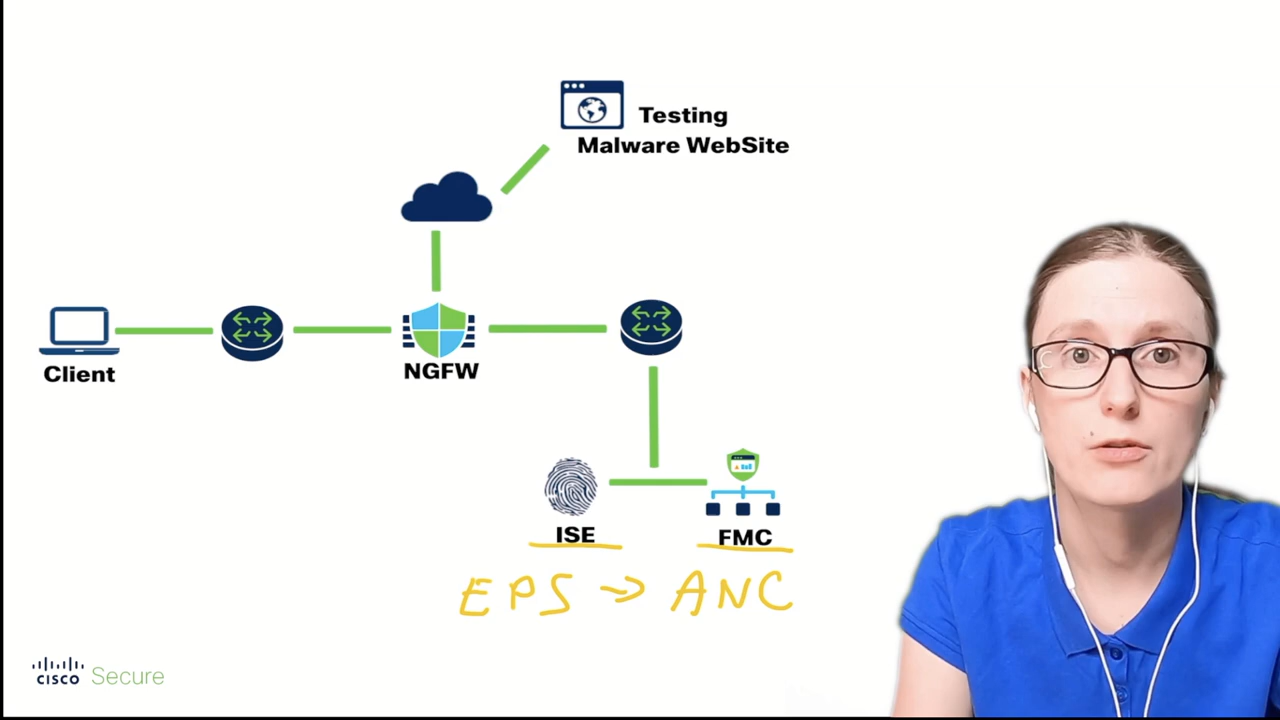 Testing
Malware WebSite
Client
NGFW
ISE
FMC
EPS → ANC
CISCO Secure